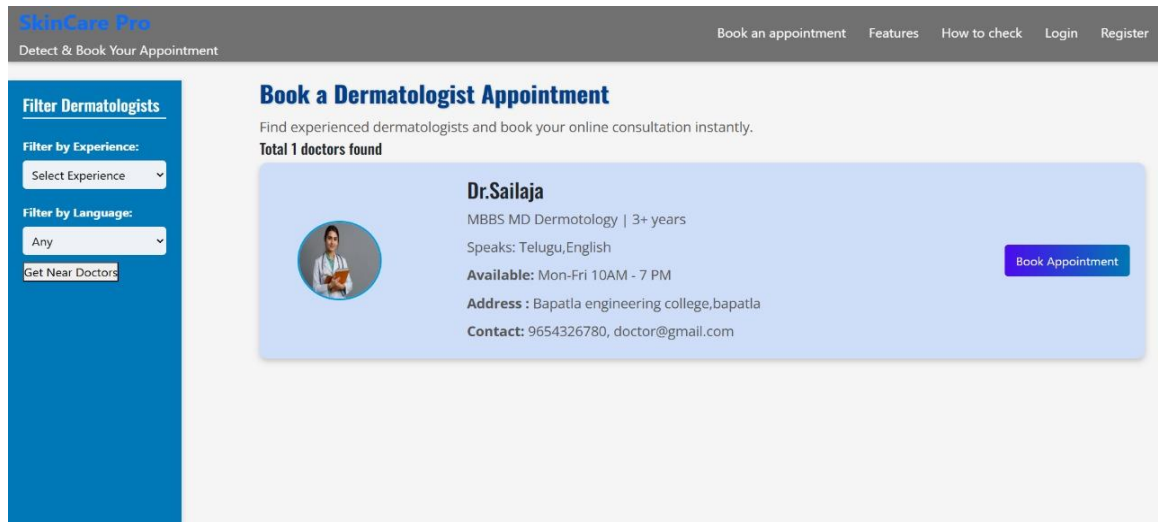 SkinCare Pro
Detect & Book Your Appointment
Book an appointment Features How to check Login Register
Filter Dermatologists
Filter by Experience:
Select Experience
Filter by Language:
Any
Get Near Doctors
Book a Dermatologist Appointment
Find experienced dermatologists and book your online consultation instantly.
Total 1 doctors found
Dr.Sailaja
MBBS MD Dermotology | 3+ years
Speaks: Telugu,English
Available: Mon-Fri 10AM - 7 PM
Address : Bapatla engineering college,bapatla
Contact: 9654326780, doctor@gmail.com
Book Appointment